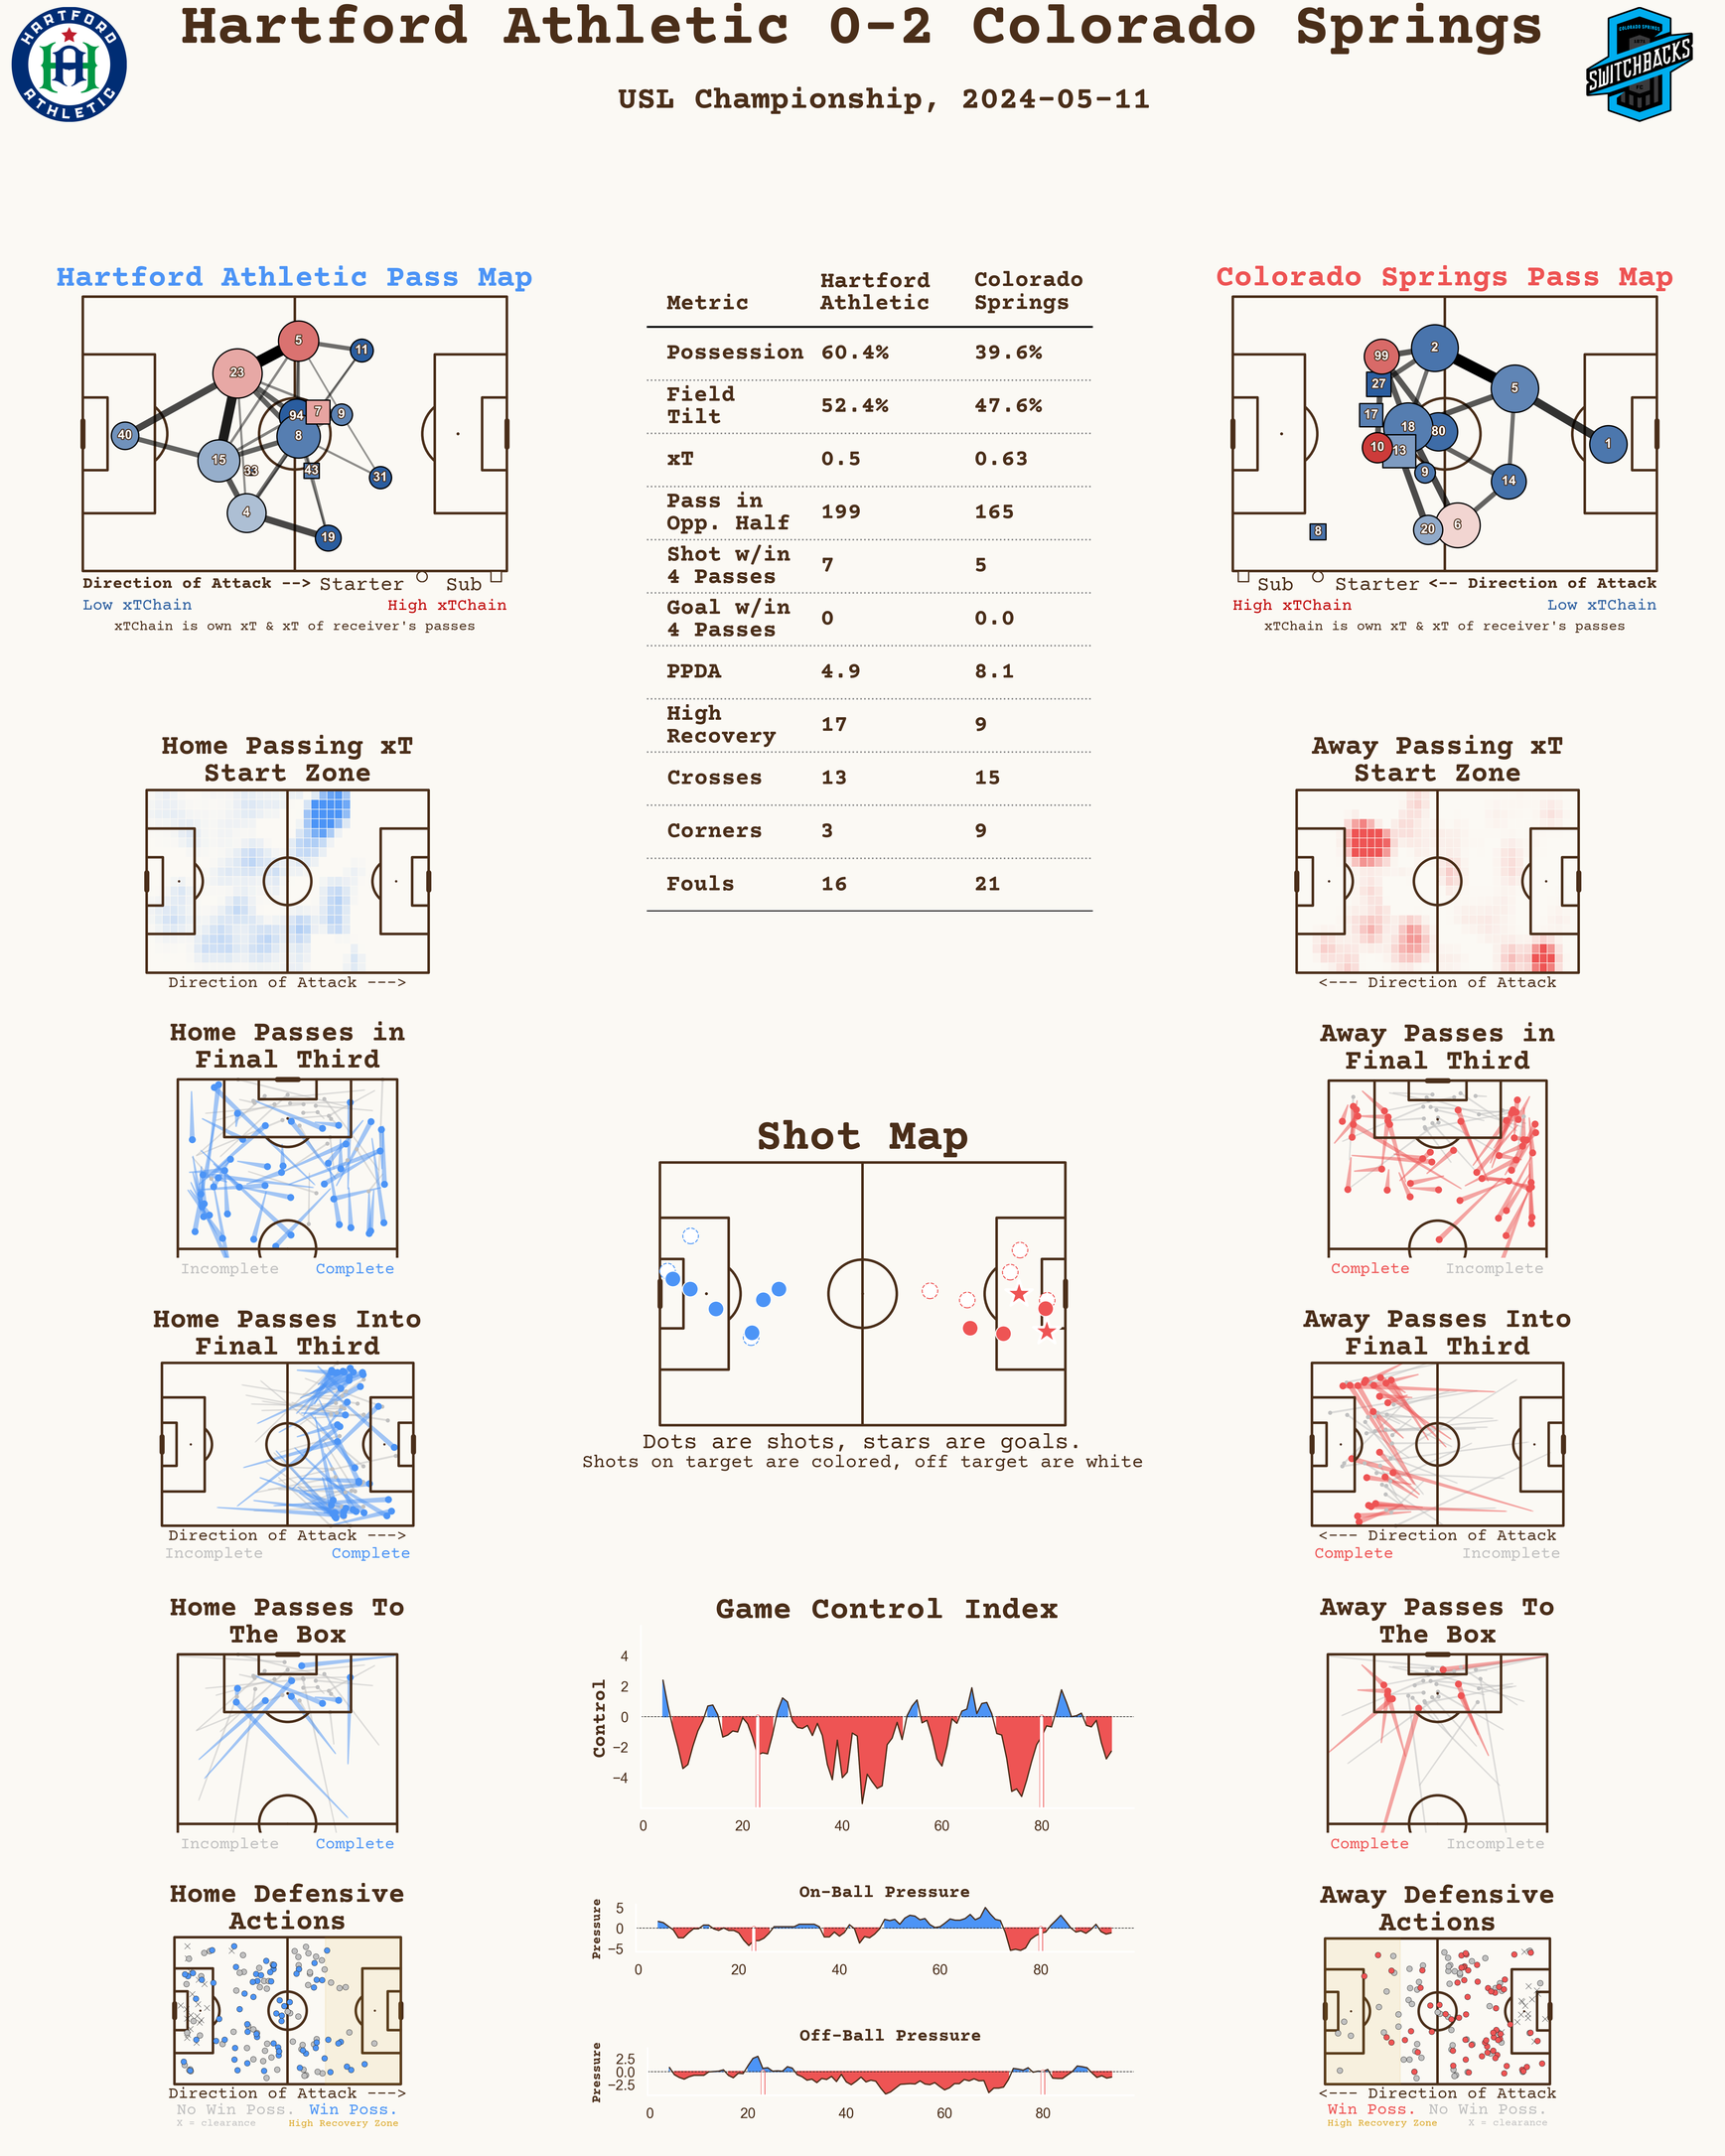 Hartford Athletic 0-2 Colorado Springs
USL Championship, 2024-05-11
HARTFORD ATHLETIC
COLORADO SPRINGS
SWITCHBACKS
Hartford Athletic Pass Map
5
11
23
94
7
9
40
8
15
33
43
31
4
19
Direction of Attack --> Starter Sub
Low xTChain High xTChain
xTChain is own xT & xT of receiver's passes
Metric Hartford Athletic Colorado Springs
Possession 60.4% 39.6%
Field Tilt 52.4% 47.6%
xT 0.5 0.63
Pass in Opp. Half 199 165
Shot w/in 4 Passes 7 5
Goal w/in 4 Passes 0 0.0
PPDA 4.9 8.1
High Recovery 17 9
Crosses 13 15
Corners 3 9
Fouls 16 21
Colorado Springs Pass Map
99
2
27
5
17
18
80
10
13
1
9
14
20
6
8
Sub Starter <-- Direction of Attack
High xTChain Low xTChain
xTChain is own xT & xT of receiver's passes
Home Passing xT
Start Zone
Direction of Attack --->
Away Passing xT
Start Zone
<--- Direction of Attack
Home Passes in
Final Third
Incomplete Complete
Away Passes in
Final Third
Complete Incomplete
Shot Map
Dots are shots, stars are goals.
Shots on target are colored, off target are white
Home Passes Into
Final Third
Direction of Attack --->
Incomplete Complete
Away Passes Into
Final Third
<--- Direction of Attack
Complete Incomplete
Home Passes To
The Box
Incomplete Complete
Game Control Index
Control
4
2
0
−2
−4
0 20 40 60 80
Away Passes To
The Box
Complete Incomplete
Home Defensive
Actions
Direction of Attack --->
No Win Poss. Win Poss.
X = clearance High Recovery Zone
On-Ball Pressure
Pressure
5
0
−5
0 20 40 60 80
Off-Ball Pressure
Pressure
2.5
0.0
−2.5
0 20 40 60 80
Away Defensive
Actions
<--- Direction of Attack
Win Poss. No Win Poss.
High Recovery Zone X = clearance